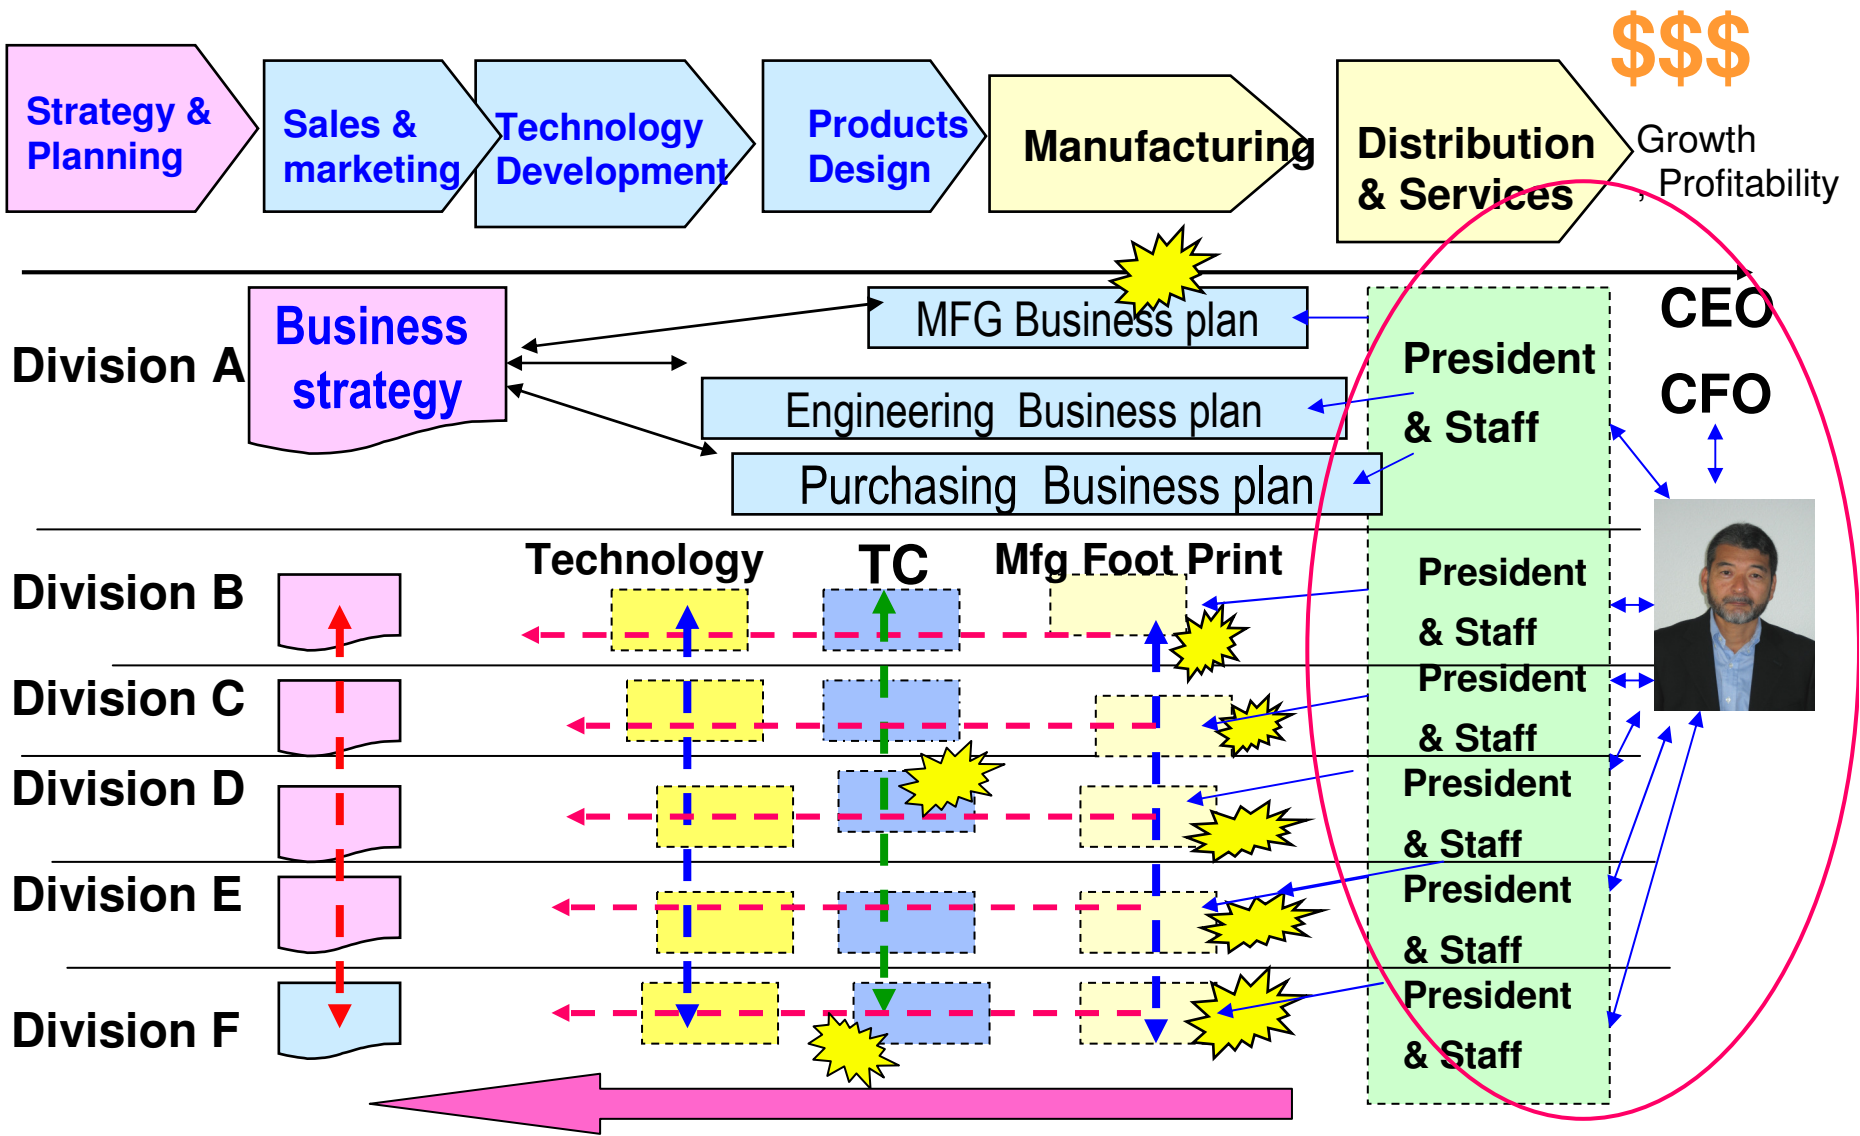 $$$
Strategy &
Planning
Sales &
marketing
Technology
Development
Products
Design
Manufacturing
Distribution
& Services
Growth
, Profitability
Division A
Business
strategy
MFG Business plan
Engineering Business plan
Purchasing Business plan
President
& Staff
CEO
CFO
Technology
TC
Mfg Foot Print
Division B
President
& Staff
Division C
President
& Staff
Division D
President
& Staff
Division E
President
& Staff
Division F
President
& Staff